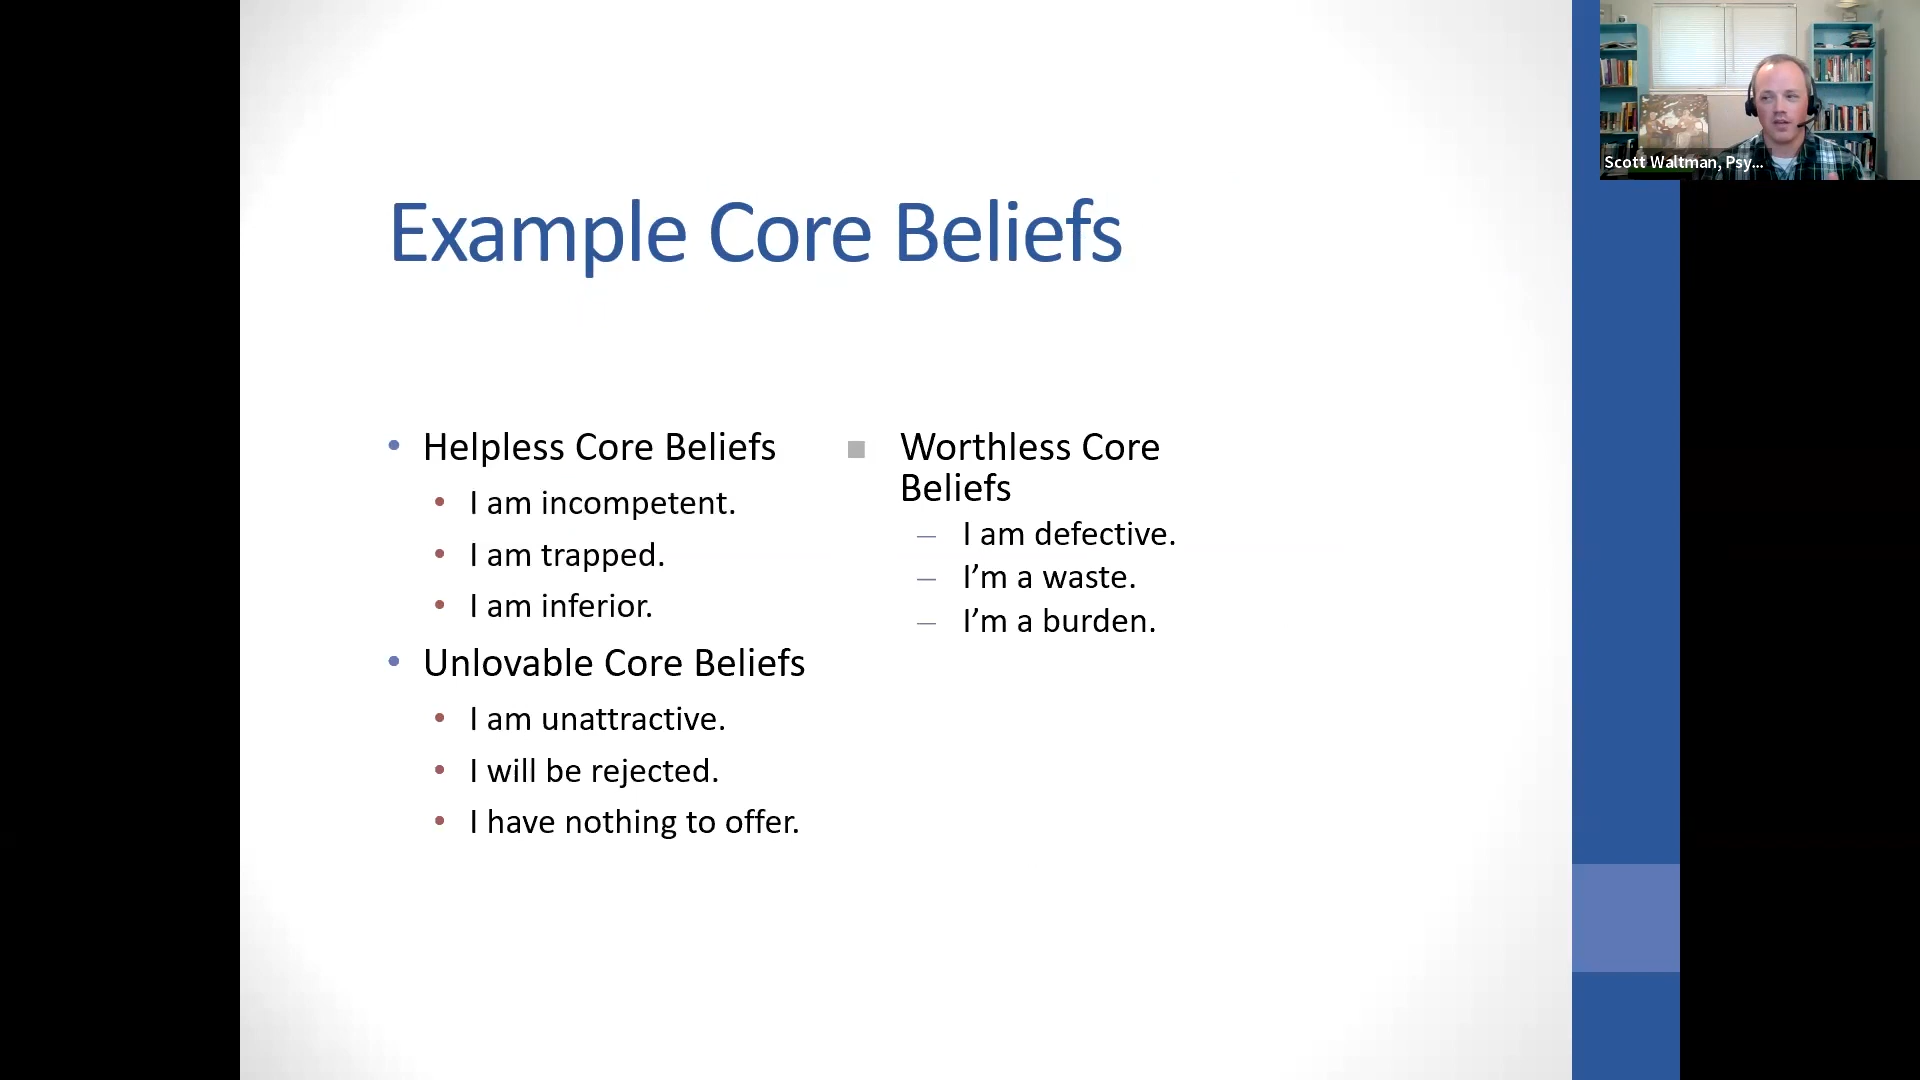 Example Core Beliefs
Helpless Core Beliefs
I am incompetent.
I am trapped.
I am inferior.
Unlovable Core Beliefs
I am unattractive.
I will be rejected.
I have nothing to offer.
Worthless Core
Beliefs
I am defective.
I’m a waste.
I’m a burden.
Scott Waltman, Psy...